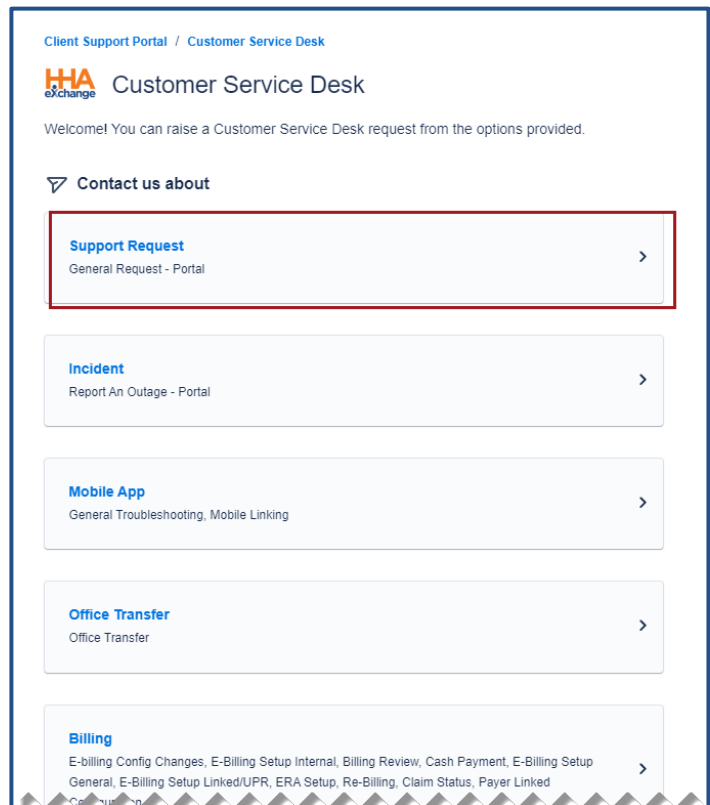 Client Support Portal / Customer Service Desk
HHA
eXchange
Customer Service Desk
Welcome! You can raise a Customer Service Desk request from the options provided.
Contact us about
Support Request
General Request - Portal
Incident
Report An Outage - Portal
Mobile App
General Troubleshooting, Mobile Linking
Office Transfer
Office Transfer
Billing
E-billing Config Changes, E-Billing Setup Internal, Billing Review, Cash Payment, E-Billing Setup
General, E-Billing Setup Linked/UPR, ERA Setup, Re-Billing, Claim Status, Payer Linked